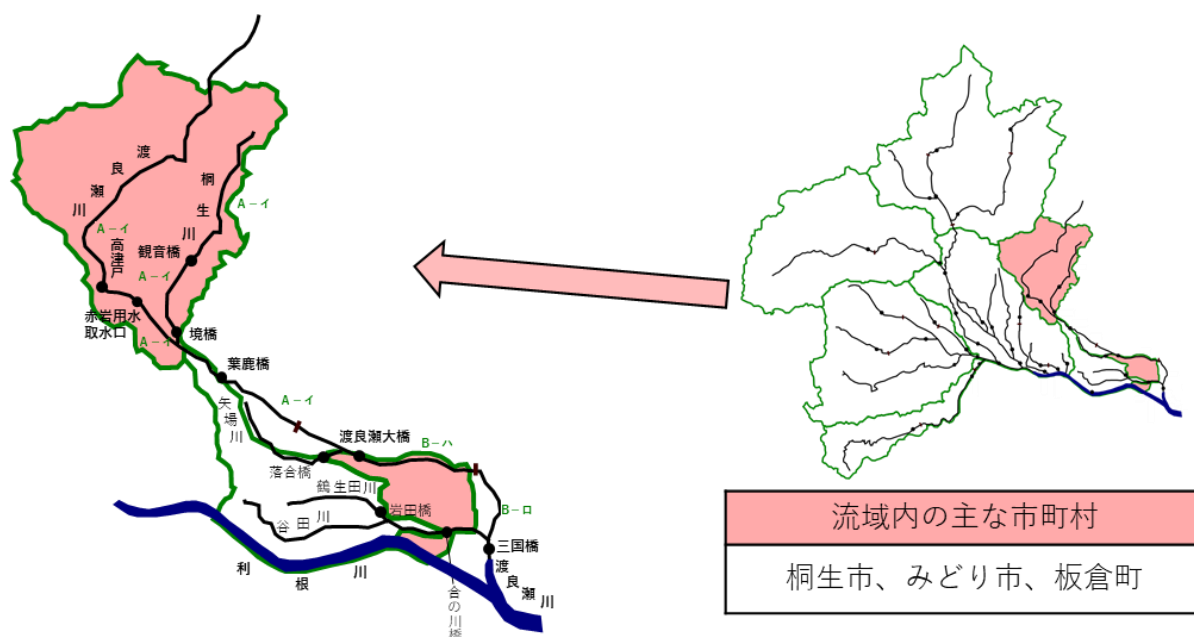 渡良瀬川
桐生川
A-イ
A-イ
高津戸
観音橋
A-イ
赤岩用水
取水口
境橋
A-イ
葉鹿橋
矢場川
A-イ
渡良瀬大橋
B-ハ
落合橋
鶴生田川
岩田橋
B-ロ
谷田川
三国橋
利根川
合の川橋
渡良瀬川
流域内の主な市町村
桐生市、みどり市、板倉町